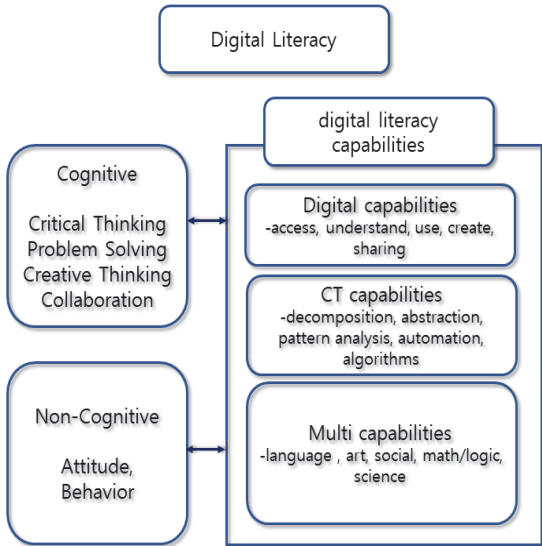 Digital Literacy
digital literacy
capabilities
Cognitive
Critical Thinking
Problem Solving
Creative Thinking
Collaboration
Digital capabilities
-access, understand, use, create,
sharing
CT capabilities
-decomposition, abstraction,
pattern analysis, automation,
algorithms
Non-Cognitive
Attitude,
Behavior
Multi capabilities
-language , art, social, math/logic,
science